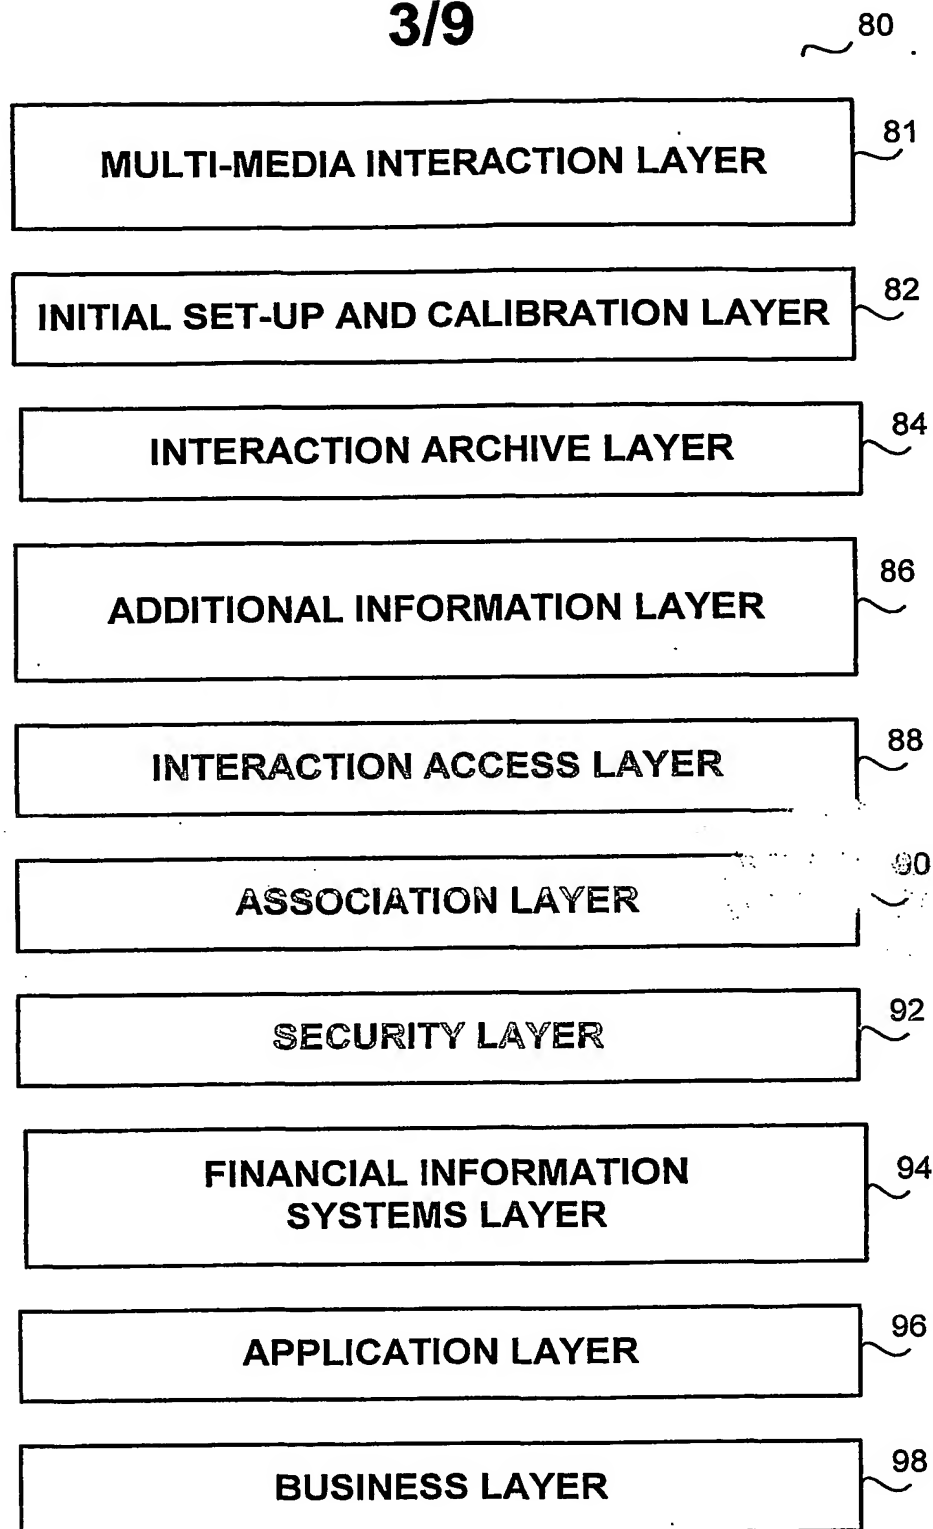 3/9
80
MULTI-MEDIA INTERACTION LAYER
81
INITIAL SET-UP AND CALIBRATION LAYER
82
INTERACTION ARCHIVE LAYER
84
ADDITIONAL INFORMATION LAYER
86
INTERACTION ACCESS LAYER
88
ASSOCIATION LAYER
90
SECURITY LAYER
92
FINANCIAL INFORMATION
SYSTEMS LAYER
94
APPLICATION LAYER
96
BUSINESS LAYER
98